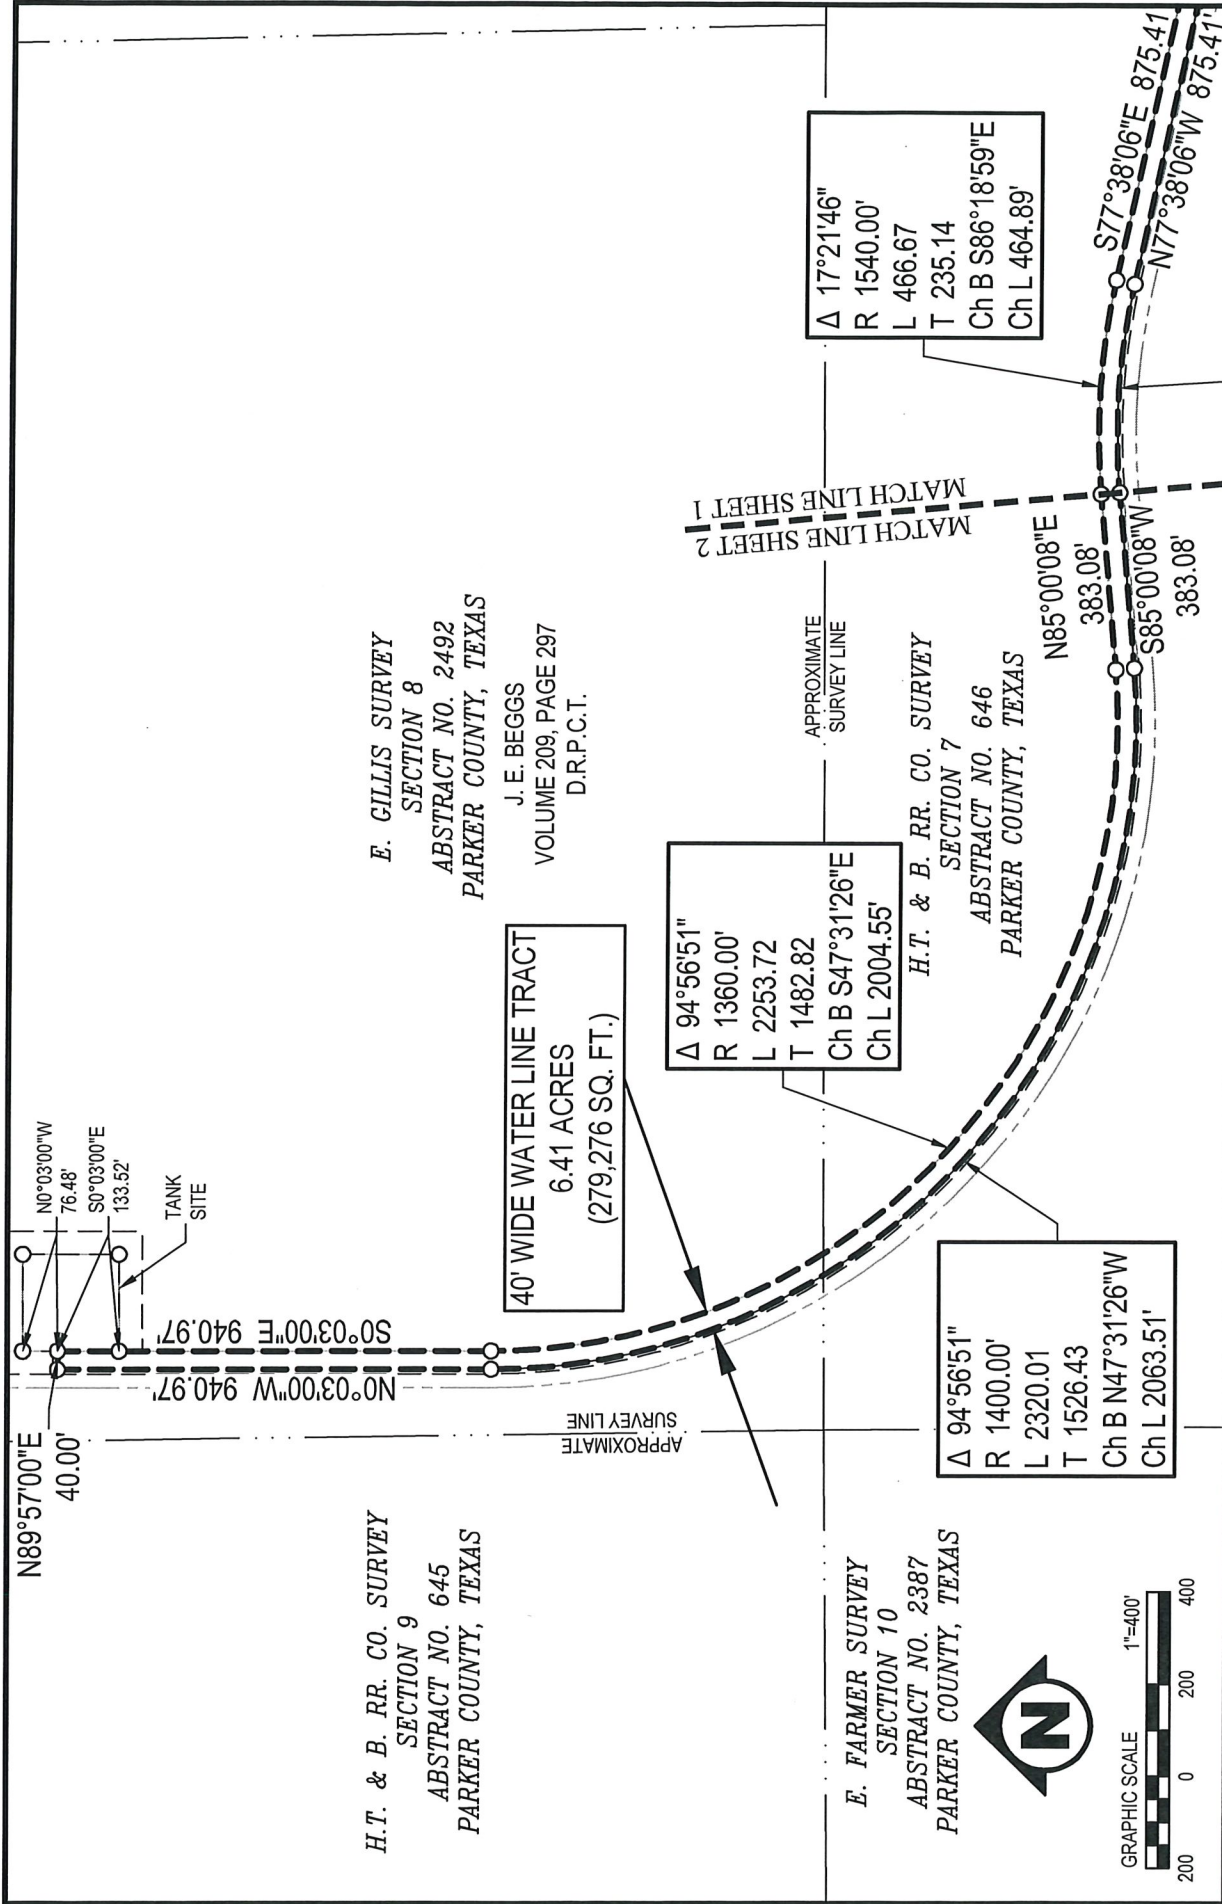 N89°57'00"E
40.00'
N0°03'00"W
76.48'
S0°03'00"E
133.52'
TANK
SITE
S0°03'00"E 940.97'
N0°03'00"W 940.97'
H.T. & B. RR. CO. SURVEY
SECTION 9
ABSTRACT NO. 645
PARKER COUNTY, TEXAS
APPROXIMATE
SURVEY LINE
E. GILLIS SURVEY
SECTION 8
ABSTRACT NO. 2492
PARKER COUNTY, TEXAS
J. E. BEGGS
VOLUME 209, PAGE 297
D.R.P.C.T.
40' WIDE WATER LINE TRACT
6.41 ACRES
(279,276 SQ. FT.)
Δ 94°56'51"
R 1360.00'
L 2253.72
T 1482.82
Ch B S47°31'26"E
Ch L 2004.55'
MATCH LINE SHEET 1
MATCH LINE SHEET 2
APPROXIMATE
SURVEY LINE
Δ 17°21'46"
R 1540.00'
L 466.67
T 235.14
Ch B S86°18'59"E
Ch L 464.89'
H.T. & B. RR. CO. SURVEY
SECTION 7
ABSTRACT NO. 646
PARKER COUNTY, TEXAS
N85°00'08"E
383.08'
S85°00'08"W
383.08'
S77°38'06"E 875.41
N77°38'06"W 875.41'
E. FARMER SURVEY
SECTION 10
ABSTRACT NO. 2387
PARKER COUNTY, TEXAS
Δ 94°56'51"
R 1400.00'
L 2320.01
T 1526.43
Ch B N47°31'26"W
Ch L 2063.51'
N
GRAPHIC SCALE 1"=400'
200 0 200 400